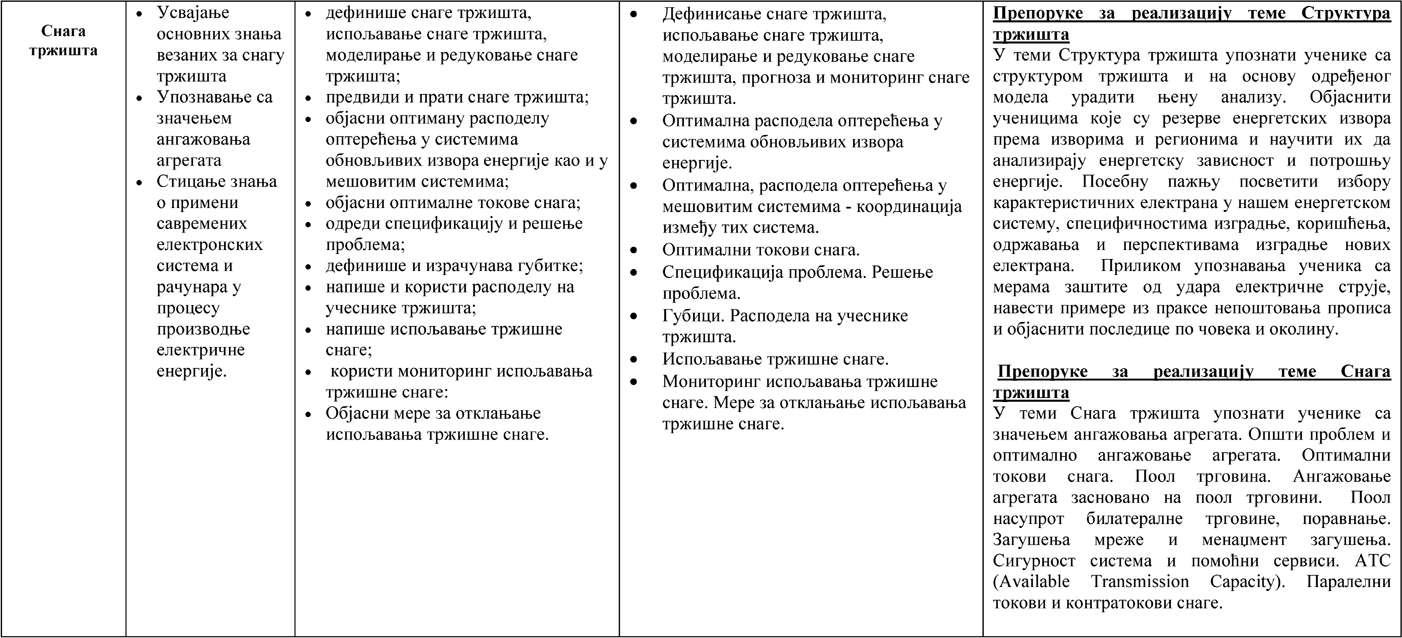 Снага
тржишта
• Усвајање
основних знања
везаних за снагу
тржишта
• Упознавање са
значењем
ангажовања
агрегата
• Стицање знања
о примени
савремених
електронских
система и
рачунара у
процесу
производње
електричне
енергије.
• дефинише снаге тржишта,
испољавање снаге тржишта,
моделирање и редуковање снаге
тржишта;
• предвиди и прати снаге тржишта;
• објасни оптиману расподелу
оптерећења у системима
обновљивих извора енергије као и у
мешовитим системима;
• објасни оптималне токове снага;
• одреди спецификацију и решење
проблема;
• дефинише и израчунава губитке;
• напише и користи расподелу на
учеснике тржишта;
• напише испољавање тржишне
снаге;
• користи мониторинг испољавања
тржишне снаге:
• Објасни мере за отклањање
испољавања тржишне снаге.
• Дефинисање снаге тржишта,
испољавање снаге тржишта,
моделирање и редуковање снаге
тржишта, прогноза и мониторинг снаге
тржишта.
• Оптимална расподела оптерећења у
системима обновљивих извора
енергије.
• Оптимална, расподела оптерећења у
мешовитим системима - координација
између тих система.
• Оптимални токови снага.
• Спецификација проблема. Решење
проблема.
• Губици. Расподела на учеснике
тржишта.
• Испољавање тржишне снаге.
• Мониторинг испољавања тржишне
снаге. Мере за отклањање испољавања
тржишне снаге.
Препоруке за реализацију теме Структура
тржишта
У теми Структура тржишта упознати ученике са
структуром тржишта и на основу одређеног
модела урадити њену анализу. Објаснити
ученицима које су резерве енергетских извора
према изворима и регионима и научити их да
анализирају енергетску зависност и потрошњу
енергије. Посебну пажњу посветити избору
карактеристичних електрана у нашем енергетском
систему, специфичностима изградње, коришћења,
одржавања и перспективама изградње нових
електрана. Приликом упознавања ученика са
мерама заштите од удара електричне струје,
навести примере из праксе непоштовања прописа
и објаснити последице по човека и околину.
Препоруке за реализацију теме Снага
тржишта
У теми Снага тржишта упознати ученике са
значењем ангажовања агрегата. Општи проблем и
оптимално ангажовање агрегата. Оптимални
токови снага. Поол трговина. Ангажовање
агрегата засновано на поол трговини. Поол
насупрот билатералне трговине, поравнање.
Загушења мреже и менаџмент загушења.
Сигурност система и помоћни сервиси. АТС
(Available Transmission Capacity). Паралелни
токови и контратокови снаге.